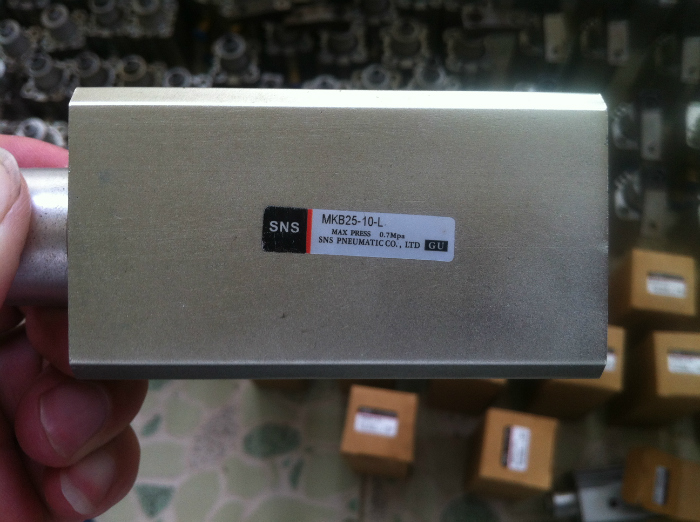 SNS
MKB25-10-L
MAX PRESS 0.7Mpa
SNS PNEUMATIC CO., LTD GU